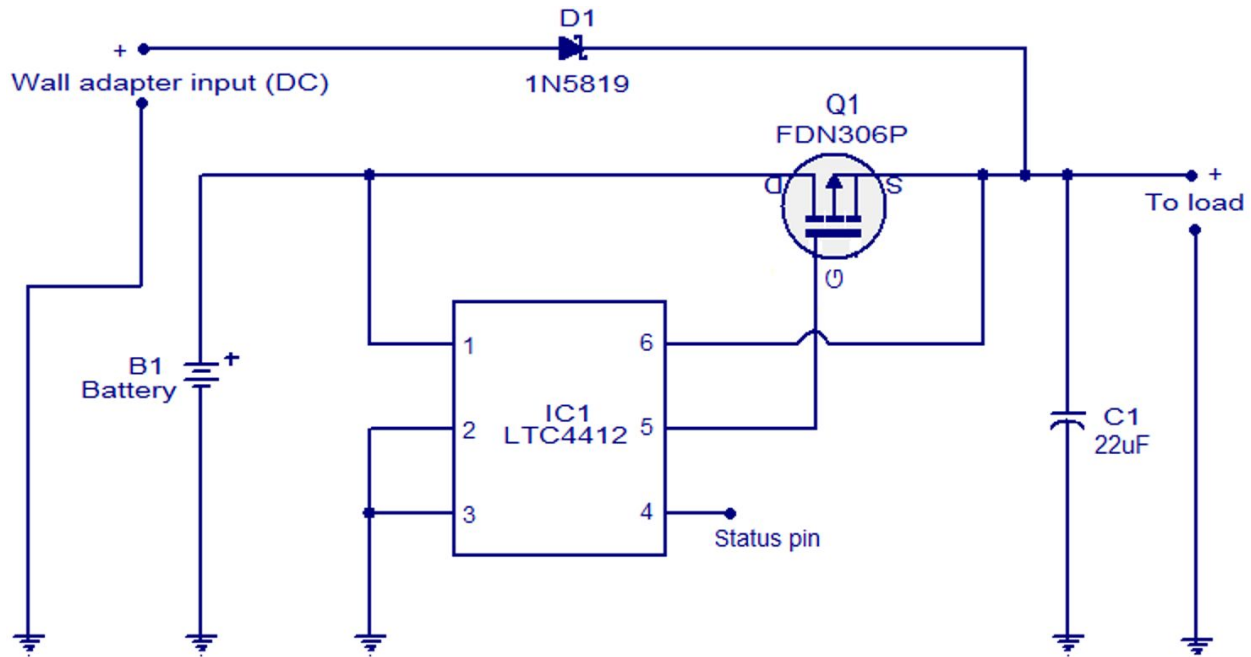 D1
+
Wall adapter input (DC)
1N5819
Q1
FDN306P
D
S
+
To load
G
B1
+
Battery
1
6
IC1
LTC4412
2
5
3
4
Status pin
C1
22uF